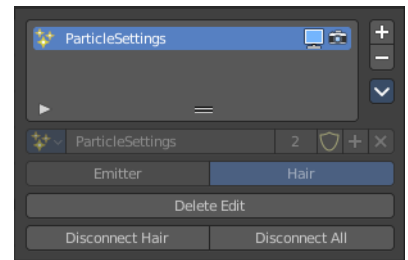 ParticleSettings
ParticleSettings 2
Emitter Hair
Delete Edit
Disconnect Hair Disconnect All